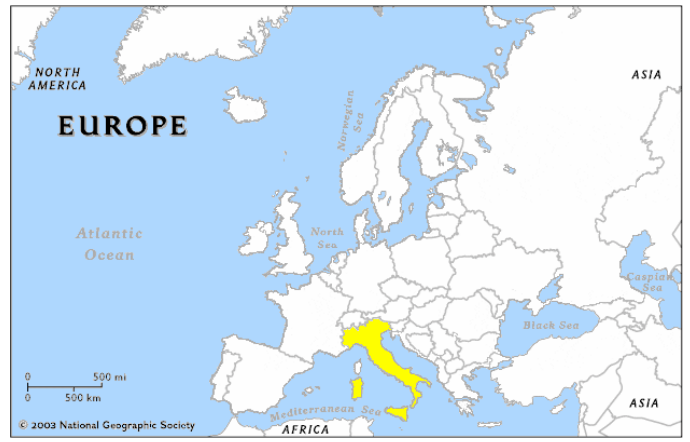 NORTH
AMERICA
ASIA
EUROPE
Norwegian
Sea
Atlantic
Ocean
North
Sea
Caspian
Sea
Black Sea
0 500 mi
0 500 km
Mediterranean Sea
ASIA
© 2003 National Geographic Society
AFRICA